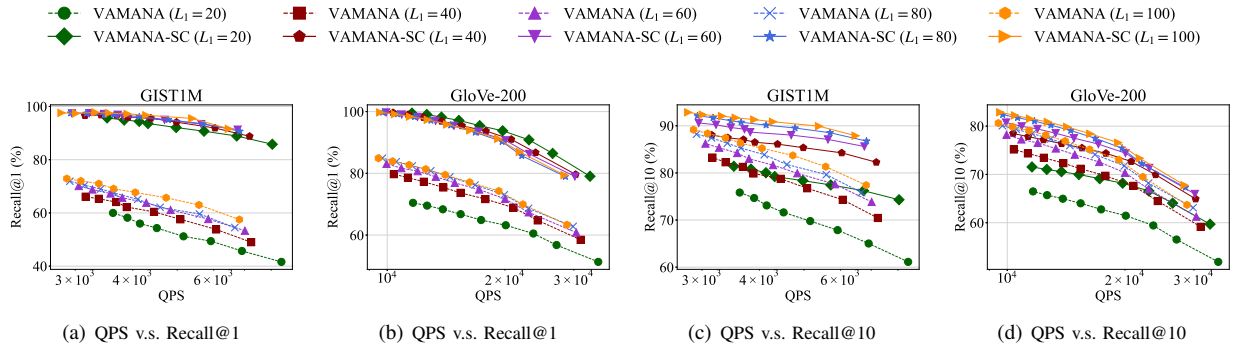 VAMANA (L₁ = 20) VAMANA (L₁ = 40) VAMANA (L₁ = 60) VAMANA (L₁ = 80) VAMANA (L₁ = 100)
VAMANA-SC (L₁ = 20) VAMANA-SC (L₁ = 40) VAMANA-SC (L₁ = 60) VAMANA-SC (L₁ = 80) VAMANA-SC (L₁ = 100)
GIST1M
Recall@1 (%)
100
80
60
40
3 × 10³ 4 × 10³ 6 × 10³
QPS
(a) QPS v.s. Recall@1
GloVe-200
Recall@1 (%)
100
80
60
10⁴ 2 × 10⁴ 3 × 10⁴
QPS
(b) QPS v.s. Recall@1
GIST1M
Recall@10 (%)
90
80
70
60
3 × 10³ 4 × 10³ 6 × 10³
QPS
(c) QPS v.s. Recall@10
GloVe-200
Recall@10 (%)
80
70
60
10⁴ 2 × 10⁴ 3 × 10⁴
QPS
(d) QPS v.s. Recall@10